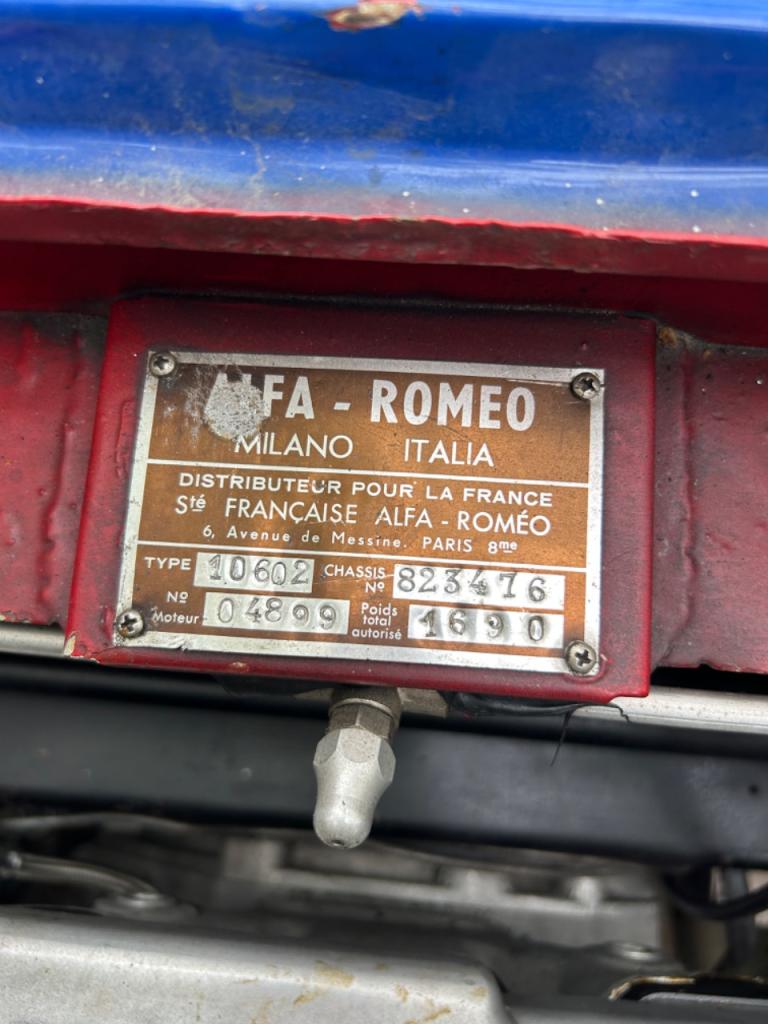 ALFA - ROMEO
MILANO ITALIA
DISTRIBUTEUR POUR LA FRANCE
Sté FRANÇAISE ALFA - ROMÉO
6, Avenue de Messine. PARIS 8me
TYPE 10602 CHASSIS Nº 823476
Nº Moteur 04899 Poids total autorisé 1690